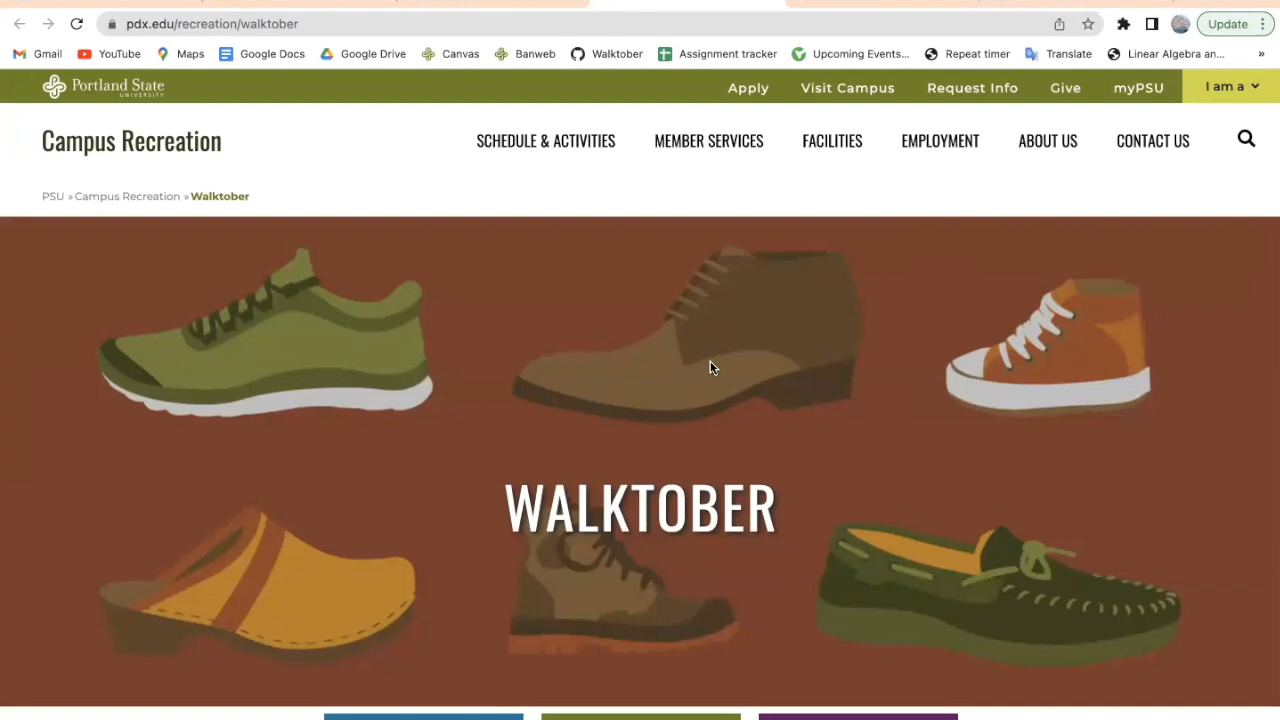 pdx.edu/recreation/walktober
Update
Gmail YouTube Maps Google Docs Google Drive Canvas Banweb Walktober Assignment tracker Upcoming Events... Repeat timer Translate Linear Algebra an... »
Portland State
UNIVERSITY
Apply Visit Campus Request Info Give myPSU I am a
Campus Recreation
SCHEDULE & ACTIVITIES MEMBER SERVICES FACILITIES EMPLOYMENT ABOUT US CONTACT US
PSU » Campus Recreation » Walktober
WALKTOBER